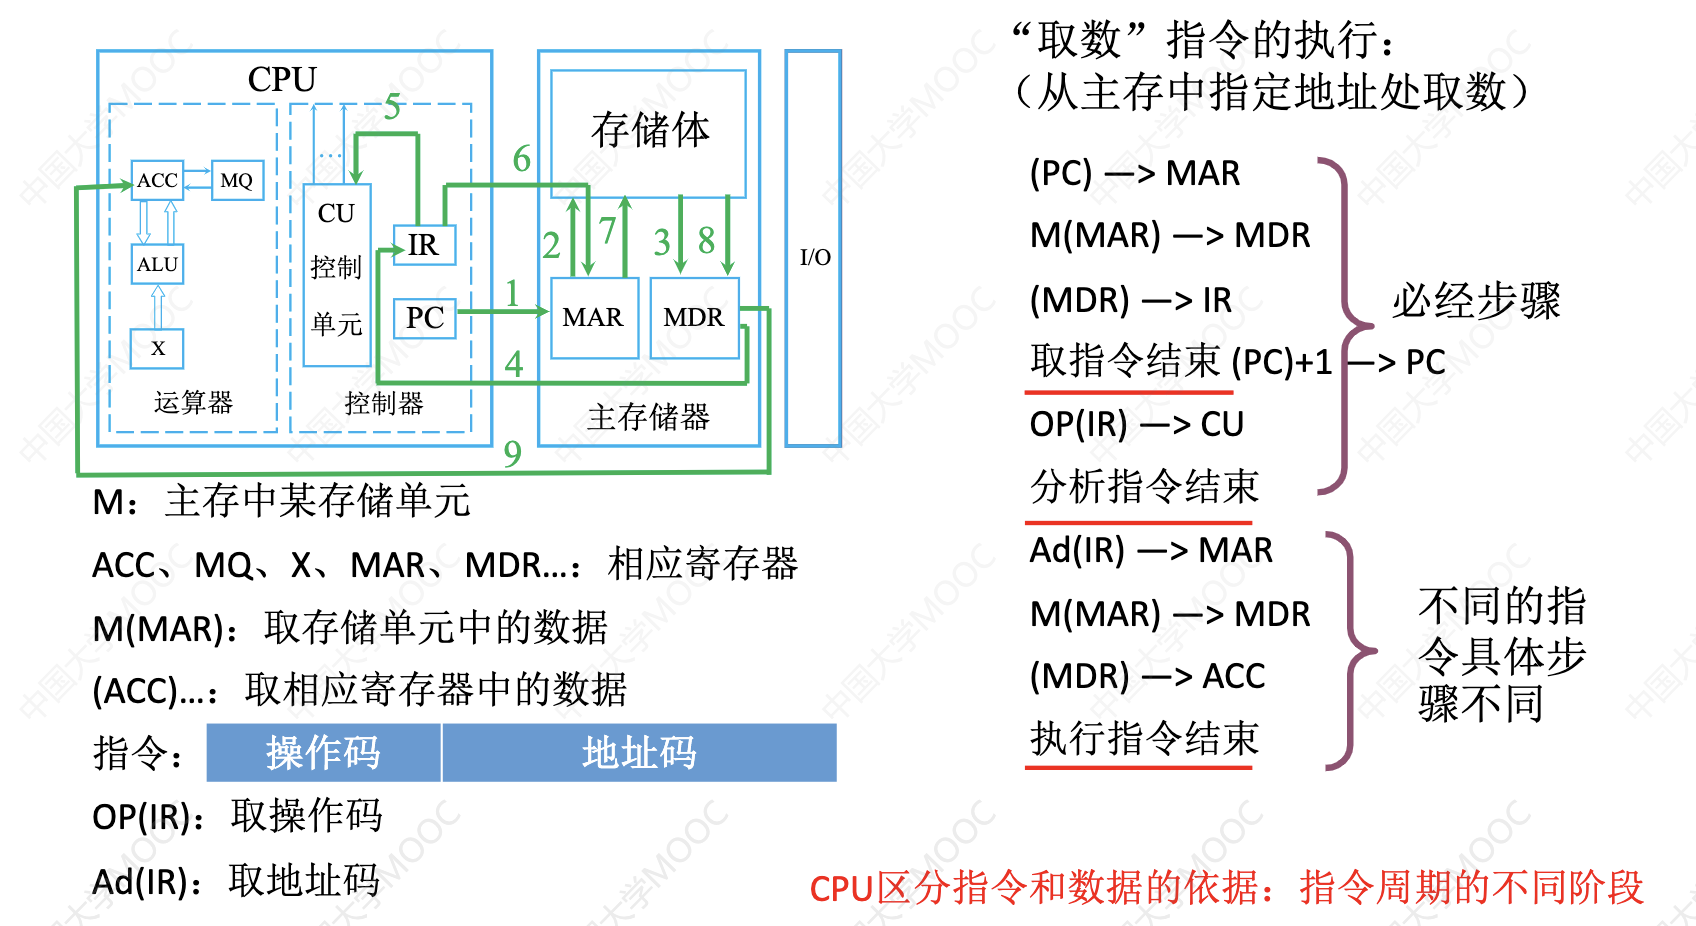 CPU
5
ACC
MQ
ALU
X
运算器
…
CU
控制
单元
IR
PC
控制器
6
1
4
9
存储体
2
7
3
8
MAR
MDR
主存储器
I/O
M：主存中某存储单元
ACC、MQ、X、MAR、MDR…：相应寄存器
M(MAR)：取存储单元中的数据
(ACC)…：取相应寄存器中的数据
指令：操作码 地址码
OP(IR)：取操作码
Ad(IR)：取地址码
“取数”指令的执行：
（从主存中指定地址处取数）
(PC) —> MAR
M(MAR) —> MDR
(MDR) —> IR
取指令结束 (PC)+1 —> PC
OP(IR) —> CU
分析指令结束
必经步骤
Ad(IR) —> MAR
M(MAR) —> MDR
(MDR) —> ACC
执行指令结束
不同的指
令具体步
骤不同
CPU区分指令和数据的依据：指令周期的不同阶段
中国大学MOOC